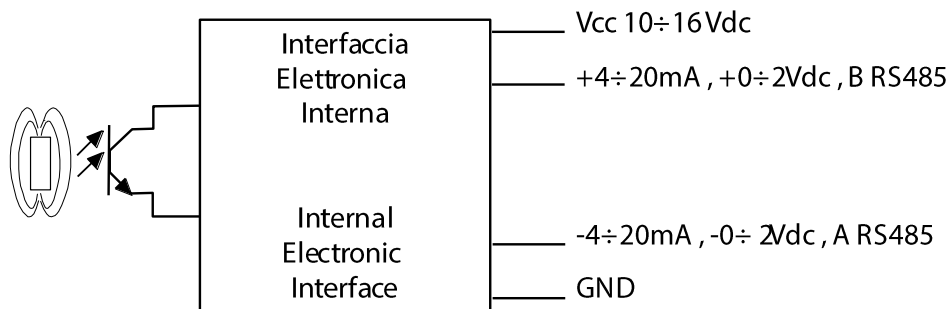 Interfaccia
Elettronica
Interna
Internal
Electronic
Interface
Vcc 10÷16Vdc
+4÷20mA , +0÷2Vdc , B RS485
-4÷20mA , -0÷ 2Vdc , A RS485
GND